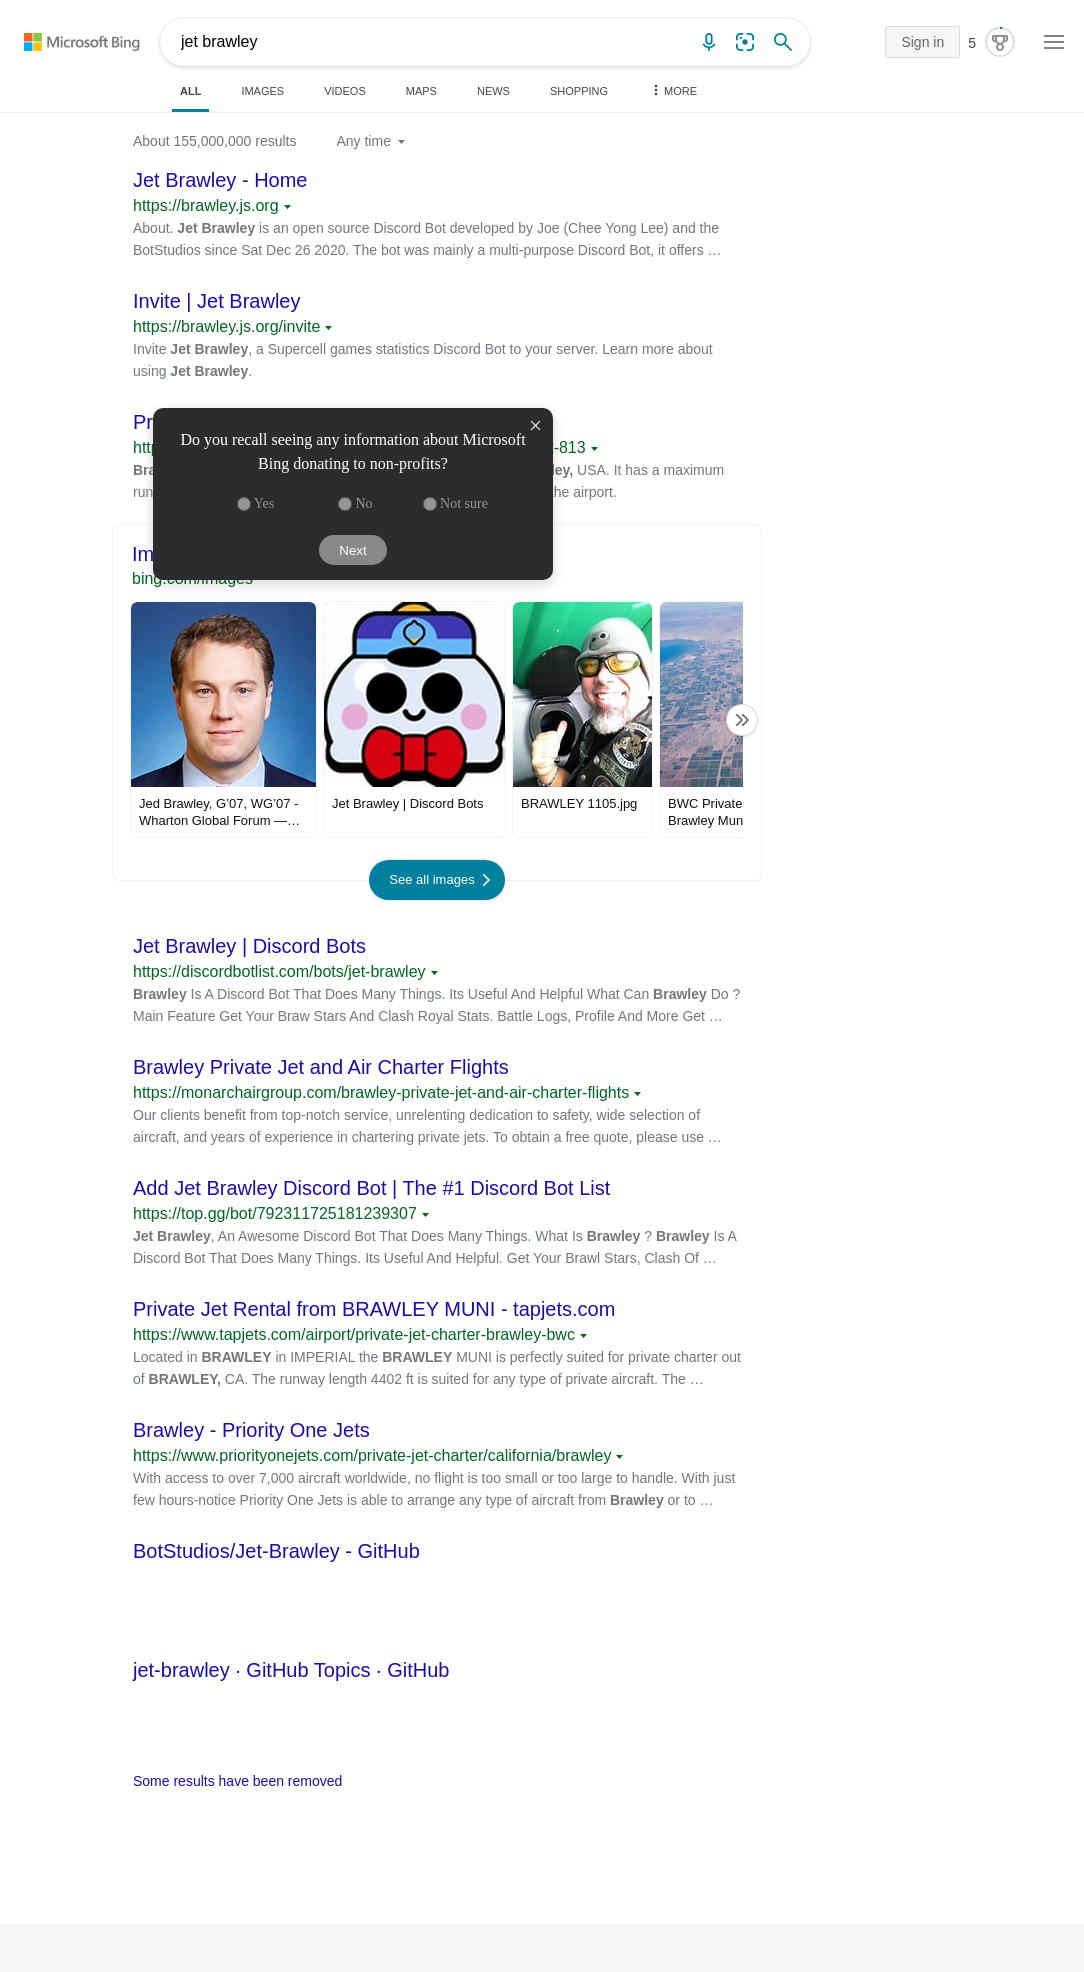 Microsoft Bing
jet brawley
Sign in
5
ALL
IMAGES
VIDEOS
MAPS
NEWS
SHOPPING
MORE
About 155,000,000 results
Any time
Jet Brawley - Home
https://brawley.js.org
About. Jet Brawley is an open source Discord Bot developed by Joe (Chee Yong Lee) and the
BotStudios since Sat Dec 26 2020. The bot was mainly a multi-purpose Discord Bot, it offers …
Invite | Jet Brawley
https://brawley.js.org/invite
Invite Jet Brawley, a Supercell games statistics Discord Bot to your server. Learn more about
using Jet Brawley.
Do you recall seeing any information about Microsoft
Bing donating to non-profits?
Yes
No
Not sure
Next
-813
USA. It has a maximum
the airport.
bing.com/images
Jed Brawley, G’07, WG’07 -
Wharton Global Forum —…
Jet Brawley | Discord Bots
BRAWLEY 1105.jpg
BWC Private
Brawley Mun
See all images
Jet Brawley | Discord Bots
https://discordbotlist.com/bots/jet-brawley
Brawley Is A Discord Bot That Does Many Things. Its Useful And Helpful What Can Brawley Do ?
Main Feature Get Your Braw Stars And Clash Royal Stats. Battle Logs, Profile And More Get …
Brawley Private Jet and Air Charter Flights
https://monarchairgroup.com/brawley-private-jet-and-air-charter-flights
Our clients benefit from top-notch service, unrelenting dedication to safety, wide selection of
aircraft, and years of experience in chartering private jets. To obtain a free quote, please use …
Add Jet Brawley Discord Bot | The #1 Discord Bot List
https://top.gg/bot/792311725181239307
Jet Brawley, An Awesome Discord Bot That Does Many Things. What Is Brawley ? Brawley Is A
Discord Bot That Does Many Things. Its Useful And Helpful. Get Your Brawl Stars, Clash Of …
Private Jet Rental from BRAWLEY MUNI - tapjets.com
https://www.tapjets.com/airport/private-jet-charter-brawley-bwc
Located in BRAWLEY in IMPERIAL the BRAWLEY MUNI is perfectly suited for private charter out
of BRAWLEY, CA. The runway length 4402 ft is suited for any type of private aircraft. The …
Brawley - Priority One Jets
https://www.priorityonejets.com/private-jet-charter/california/brawley
With access to over 7,000 aircraft worldwide, no flight is too small or too large to handle. With just
few hours-notice Priority One Jets is able to arrange any type of aircraft from Brawley or to …
BotStudios/Jet-Brawley - GitHub
jet-brawley · GitHub Topics · GitHub
Some results have been removed